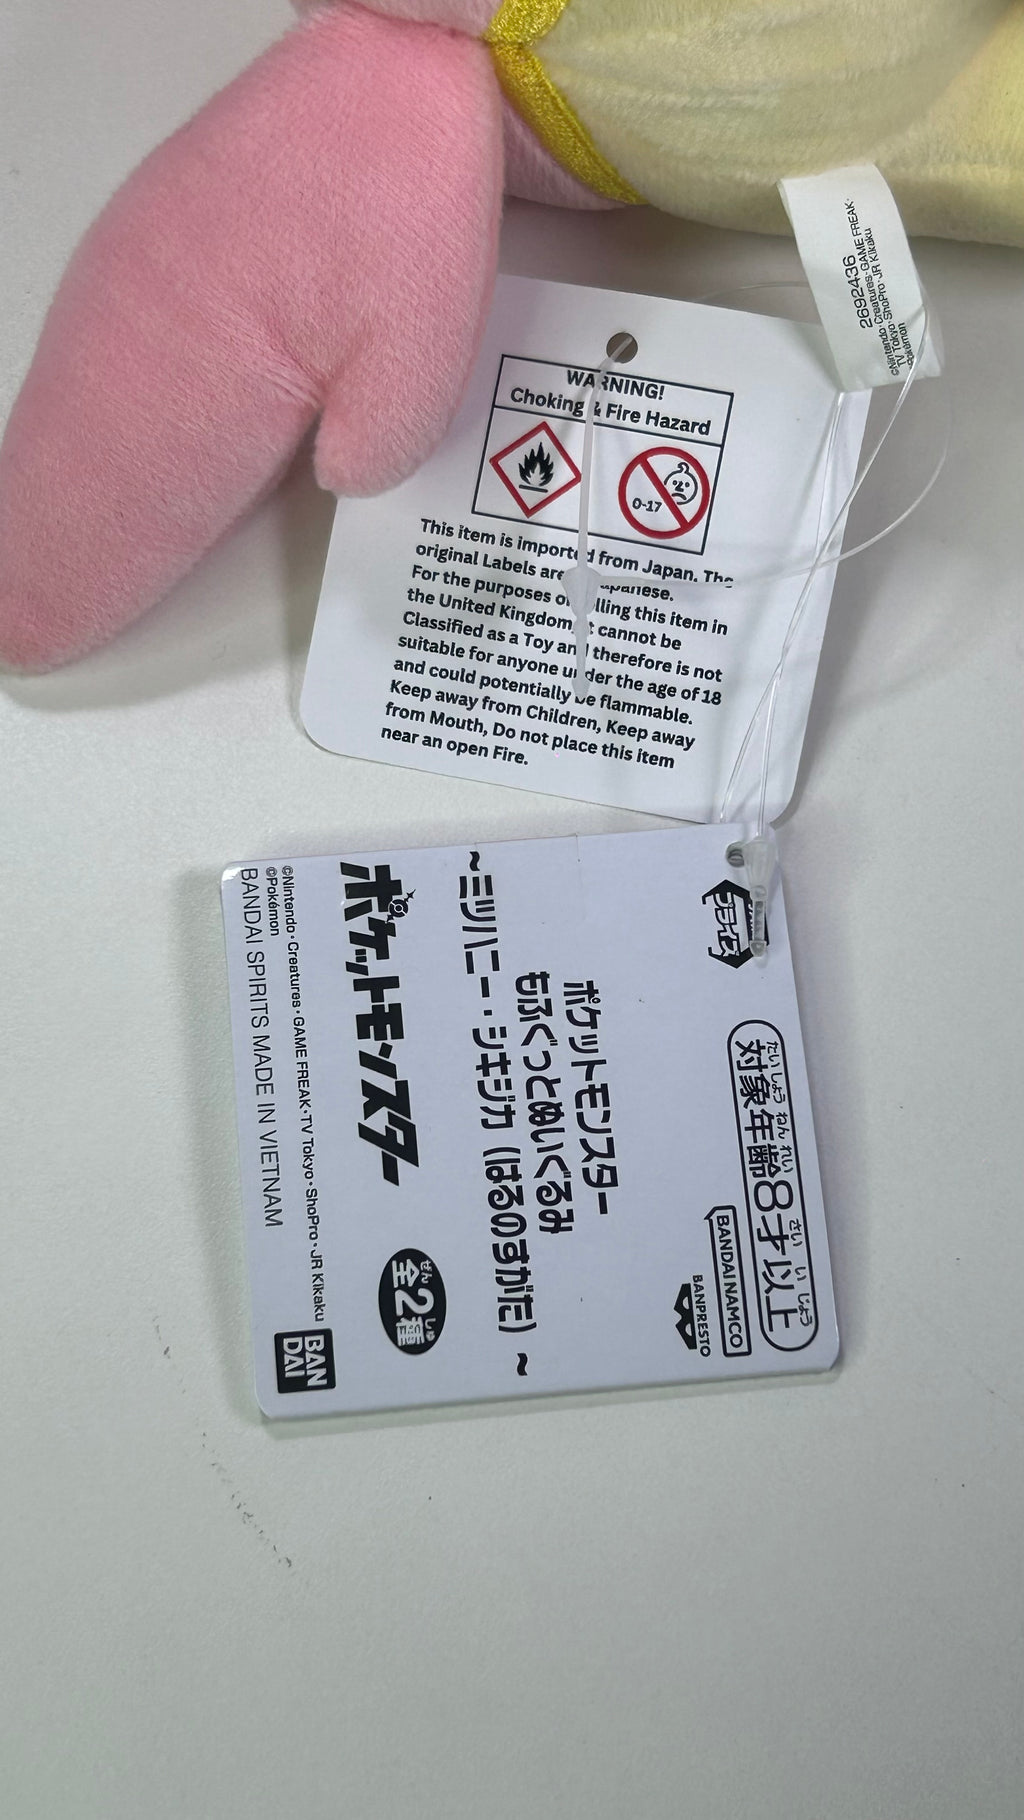 2692436
©Nintendo·Creatures·GAME FREAK·
TV Tokyo·ShoPro·JR Kikaku
©Pokémon
WARNING!
Choking & Fire Hazard
0-17
This item is imported from Japan. The
original Labels are Japanese.
For the purposes of selling this item in
the United Kingdom, it cannot be
Classified as a Toy and therefore is not
suitable for anyone under the age of 18
and could potentially be flammable.
Keep away from Children, Keep away
from Mouth, Do not place this item
near an open Fire.
プライズ
たいしょうねんれい さい いじょう
対象年齢8才以上
BANDAI NAMCO
BANPRESTO
ポケットモンスター
もふぐっとぬいぐるみ
~ミツハニー・シキジカ(はるのすがた)~
ポケットモンスター
ぜん しゅ
全2種
©Nintendo・Creatures・GAME FREAK・TV Tokyo・ShoPro・JR Kikaku
©Pokémon
BANDAI SPIRITS MADE IN VIETNAM
BAN
DAI